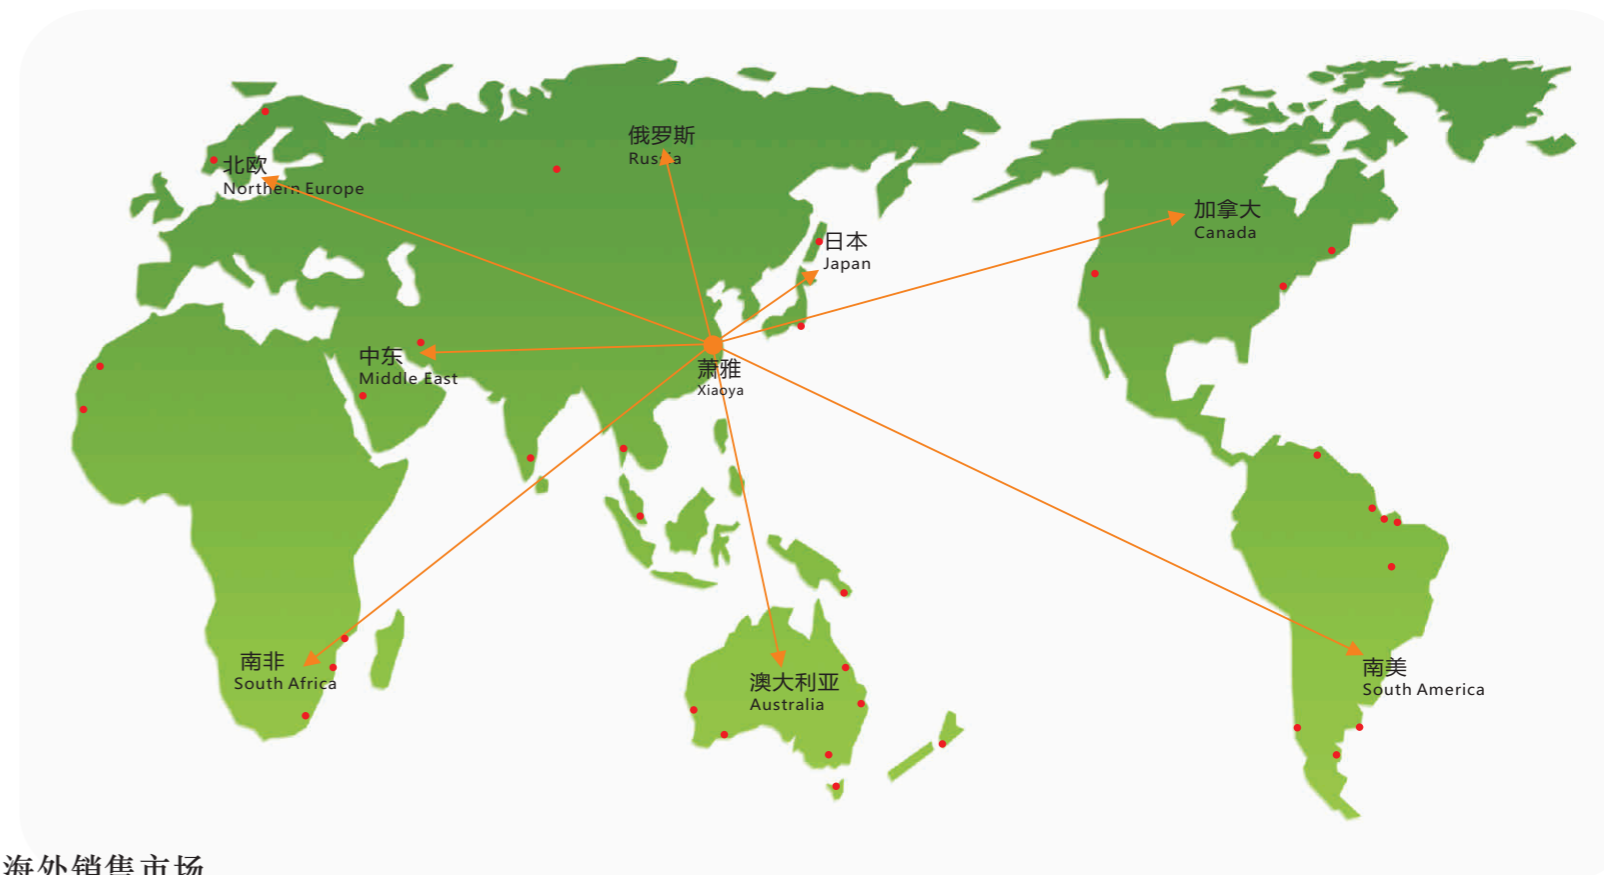 俄罗斯
Russia
北欧
Northern Europe
加拿大
Canada
日本
Japan
中东
Middle East
萧雅
Xiaoya
南非
South Africa
澳大利亚
Australia
南美
South America
海外销售市场